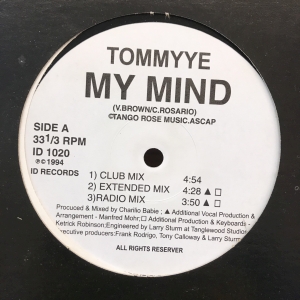 TOMMYYE
MY MIND
(V.BROWN/C.ROSARIO)
©TANGO ROSE MUSIC.ASCAP
SIDE A
33 1/3 RPM
ID 1020
℗©1994
ID RECORDS
1) CLUB MIX 4:54
2) EXTENDED MIX 4:28 ▲ □
3)RADIO MIX 3:50 ▲ □
Procuced & Mixed by Charilo Babie ; ▲ Additional Vocal Production &
Arrangement - Manfred Mohr:□ Additional Production & Keyboards -
Ketrick Robinson:Engineered by Larry Sturm at Tanglewood Studios
executive producers:Frank Rodrigo, Tony Calloway & Larry Sturm
ALL RIGHTS RESERVER